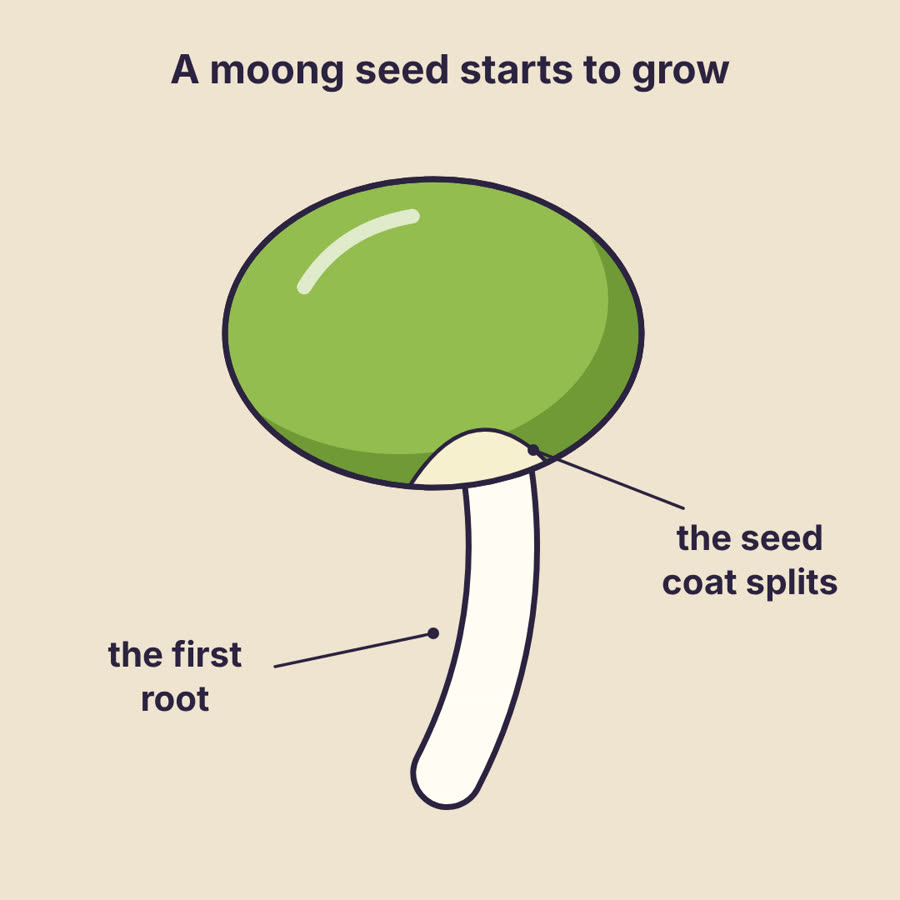 A moong seed starts to grow
the seed
coat splits
the first
root